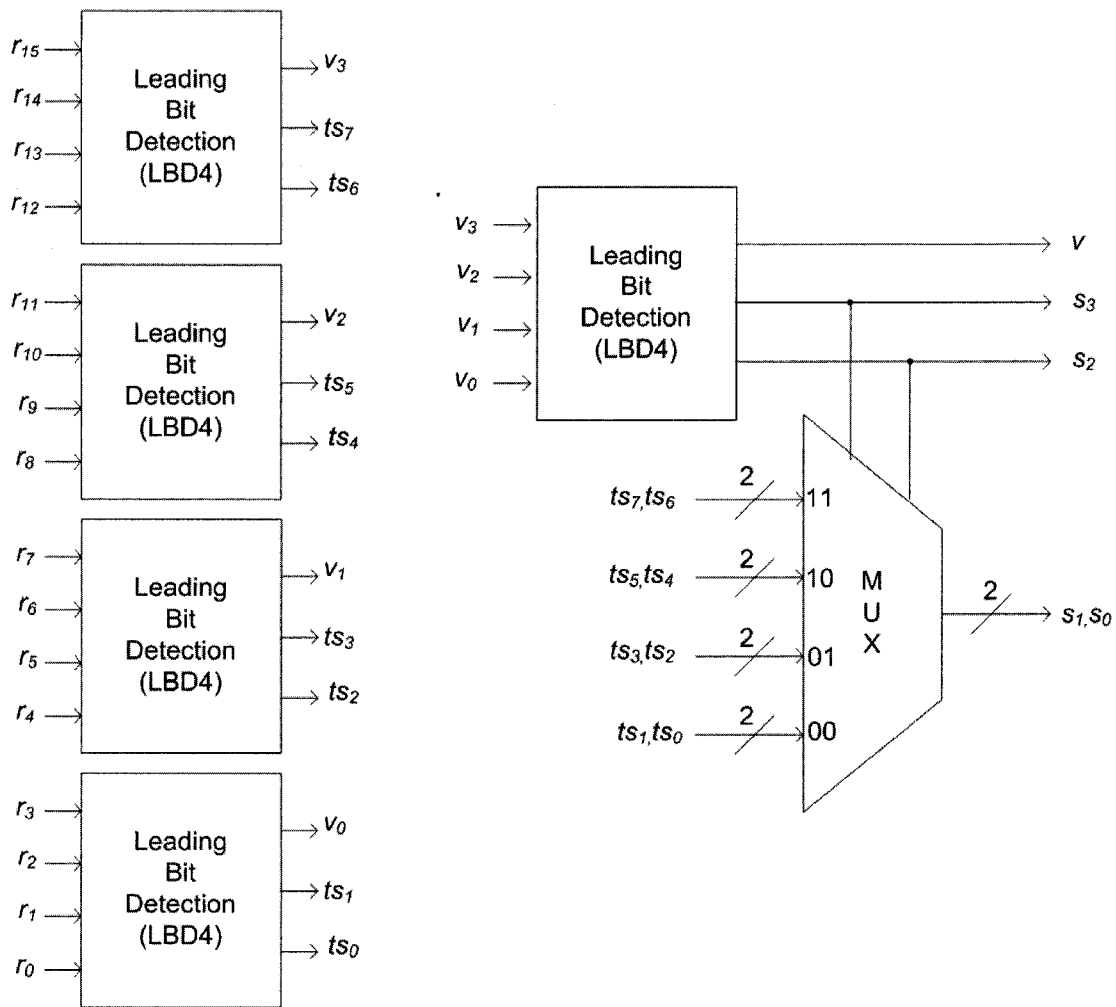 r15
r14
r13
r12
Leading
Bit
Detection
(LBD4)
v3
ts7
ts6
r11
r10
r9
r8
Leading
Bit
Detection
(LBD4)
v2
ts5
ts4
r7
r6
r5
r4
Leading
Bit
Detection
(LBD4)
v1
ts3
ts2
r3
r2
r1
r0
Leading
Bit
Detection
(LBD4)
v0
ts1
ts0
v3
v2
v1
v0
Leading
Bit
Detection
(LBD4)
v
s3
s2
ts7,ts6
2
11
ts5,ts4
2
10
ts3,ts2
2
01
ts1,ts0
2
00
M
U
X
2
s1,s0